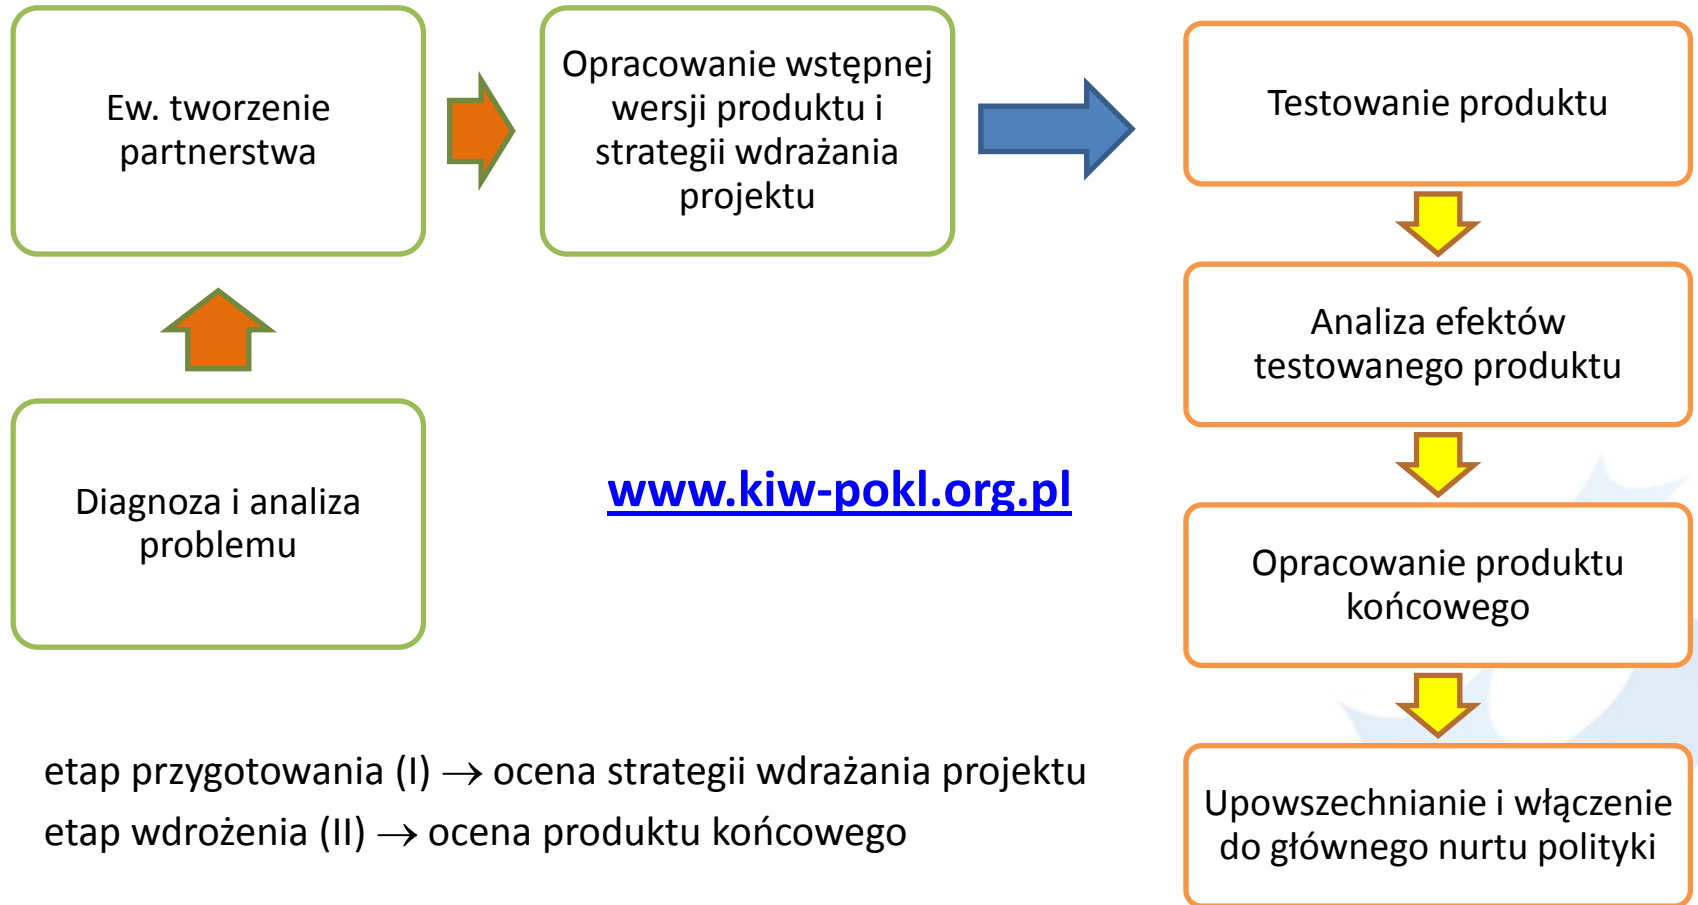 Ew. tworzenie
partnerstwa
Opracowanie wstępnej
wersji produktu i
strategii wdrażania
projektu
Testowanie produktu
Analiza efektów
testowanego produktu
Diagnoza i analiza
problemu
www.kiw-pokl.org.pl
Opracowanie produktu
końcowego
etap przygotowania (I) → ocena strategii wdrażania projektu
etap wdrożenia (II) → ocena produktu końcowego
Upowszechnianie i włączenie
do głównego nurtu polityki